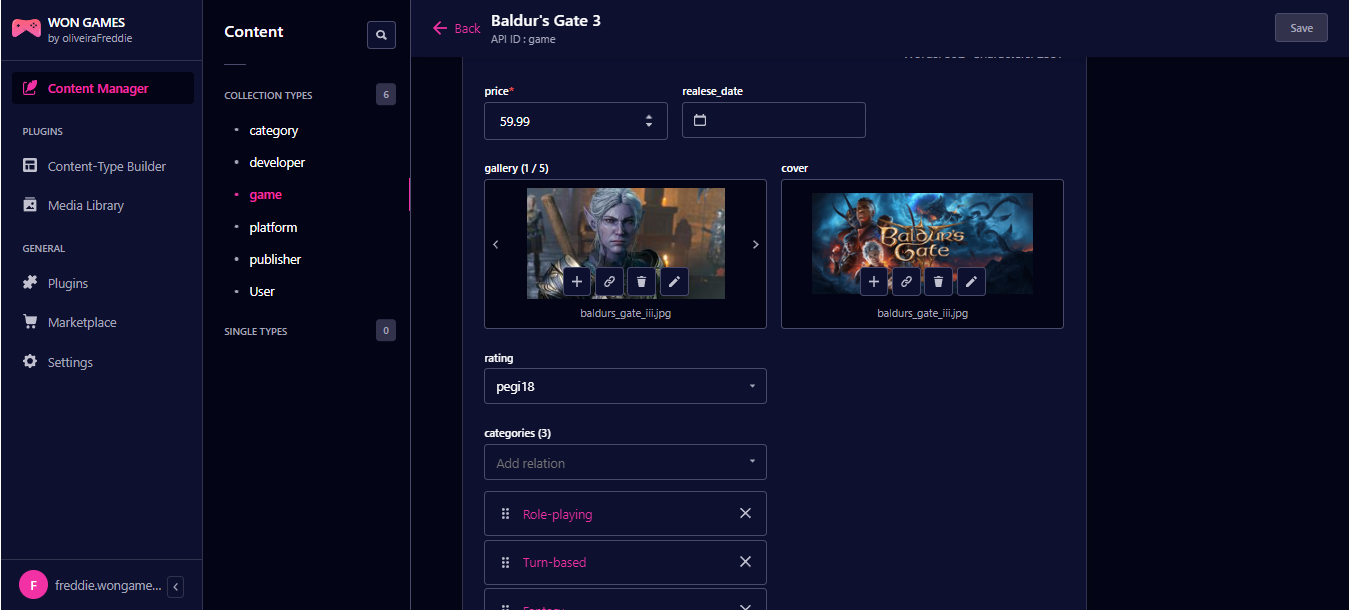 WON GAMES
by oliveiraFreddie
Content Manager
PLUGINS
Content-Type Builder
Media Library
GENERAL
Plugins
Marketplace
Settings
F
freddie.wongame...
Content
COLLECTION TYPES
6
category
developer
game
platform
publisher
User
SINGLE TYPES
0
Back
Baldur's Gate 3
API ID : game
Save
price*
realese_date
59.99
gallery (1 / 5)
cover
BALDUR'S
GATE
baldurs_gate_iii.jpg
baldurs_gate_iii.jpg
rating
pegi18
categories (3)
Add relation
Role-playing
Turn-based
Fantasy